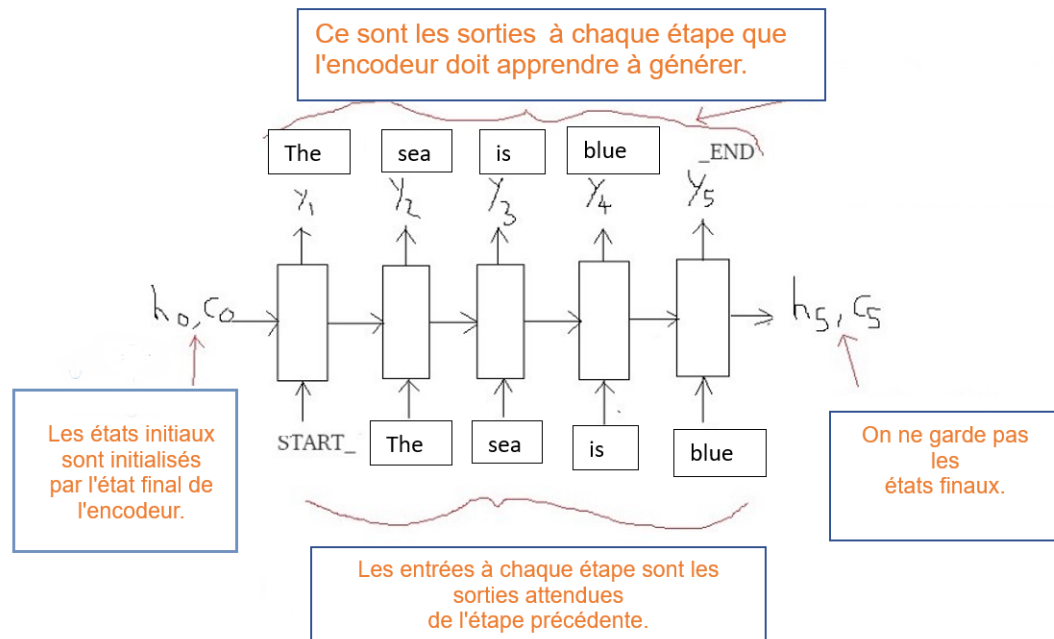 Ce sont les sorties à chaque étape que
l'encodeur doit apprendre à générer.
The sea is blue _END
y1 y2 y3 y4 y5
h0,c0
h5,c5
Les états initiaux
sont initialisés
par l'état final de
l'encodeur.
START_ The sea is blue
On ne garde pas
les
états finaux.
Les entrées à chaque étape sont les
sorties attendues
de l'étape précédente.